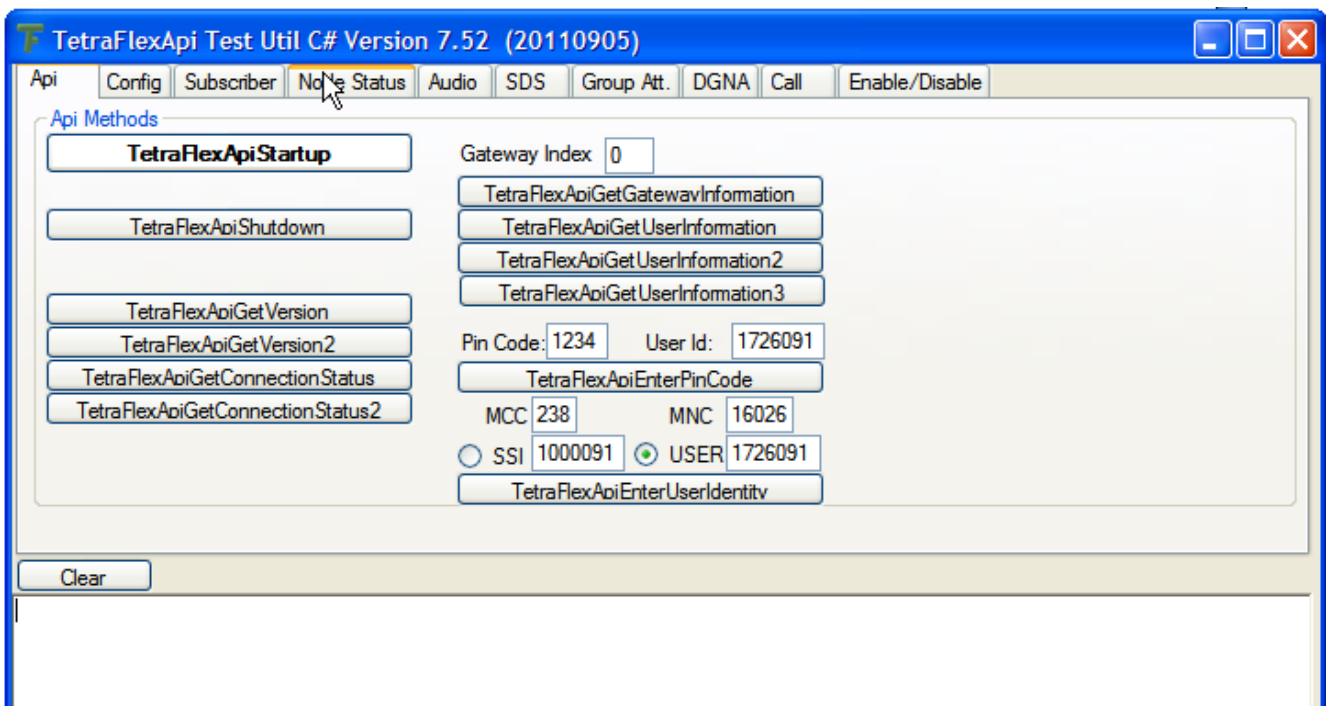 TetraFlexApi Test Util C# Version 7.52 (20110905)
Api Config Subscriber Node Status Audio SDS Group Att. DGNA Call Enable/Disable
Api Methods
TetraFlexApiStartup
TetraFlexApiShutdown
TetraFlexApiGetVersion
TetraFlexApiGetVersion2
TetraFlexApiGetConnectionStatus
TetraFlexApiGetConnectionStatus2
Gateway Index 0
TetraFlexApiGetGatewayInformation
TetraFlexApiGetUserInformation
TetraFlexApiGetUserInformation2
TetraFlexApiGetUserInformation3
Pin Code: 1234 User Id: 1726091
TetraFlexApiEnterPinCode
MCC 238 MNC 16026
SSI 1000091 USER 1726091
TetraFlexApiEnterUserIdentity
Clear